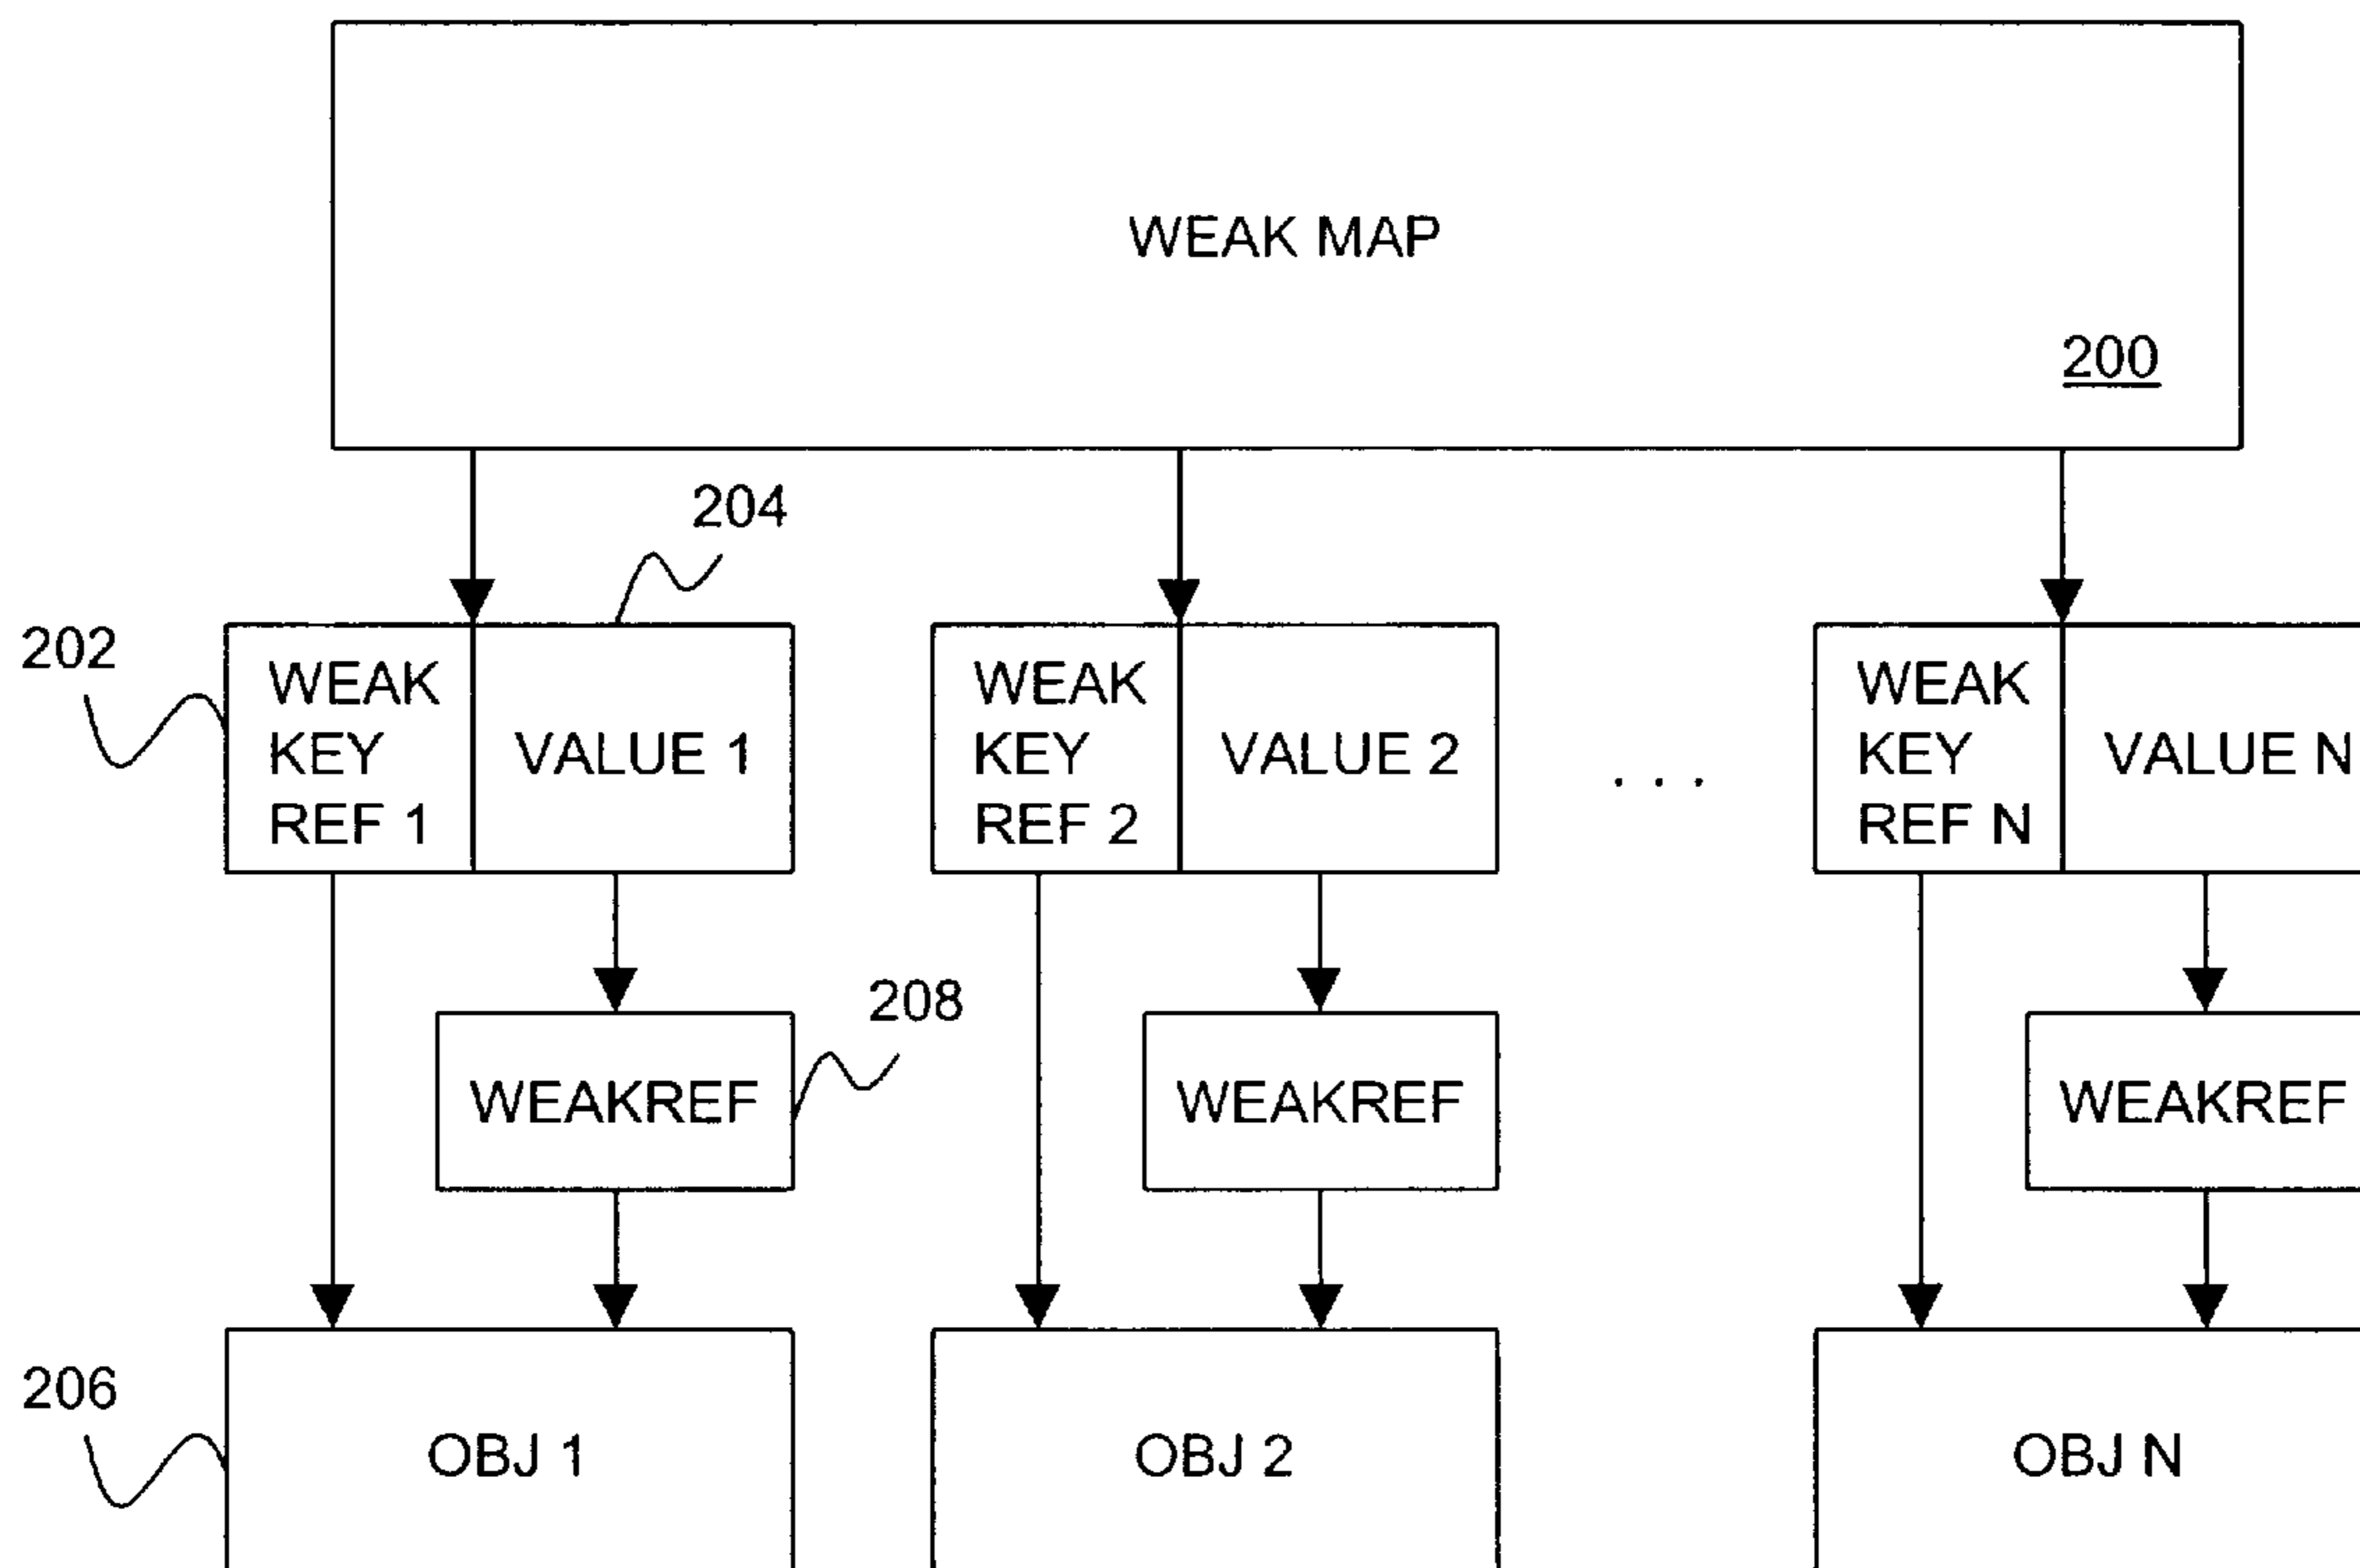 WEAK MAP
200
204
202
WEAK
KEY
REF 1
VALUE 1
WEAK
KEY
REF 2
VALUE 2
. . .
WEAK
KEY
REF N
VALUE N
208
WEAKREF
WEAKREF
WEAKREF
206
OBJ 1
OBJ 2
OBJ N